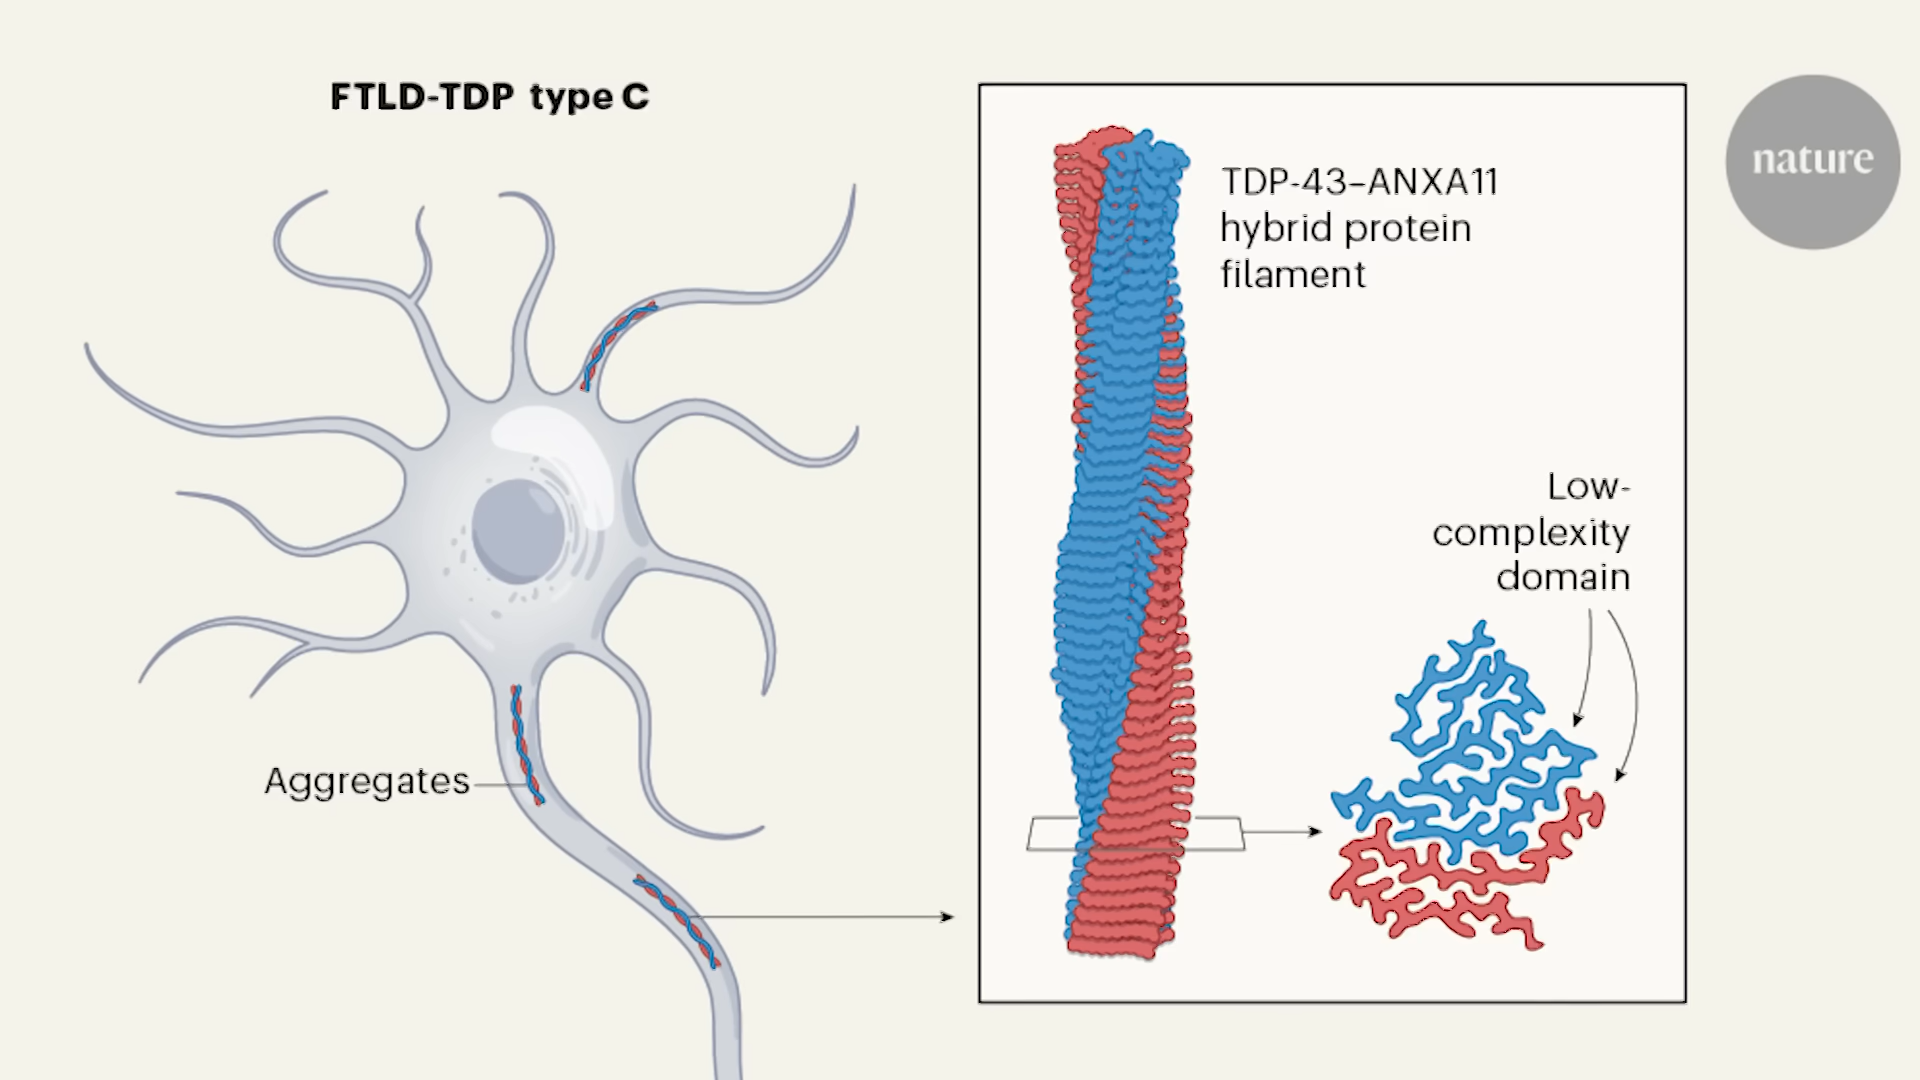 FTLD-TDP type C
nature
TDP-43–ANXA11
hybrid protein
filament
Low-
complexity
domain
Aggregates